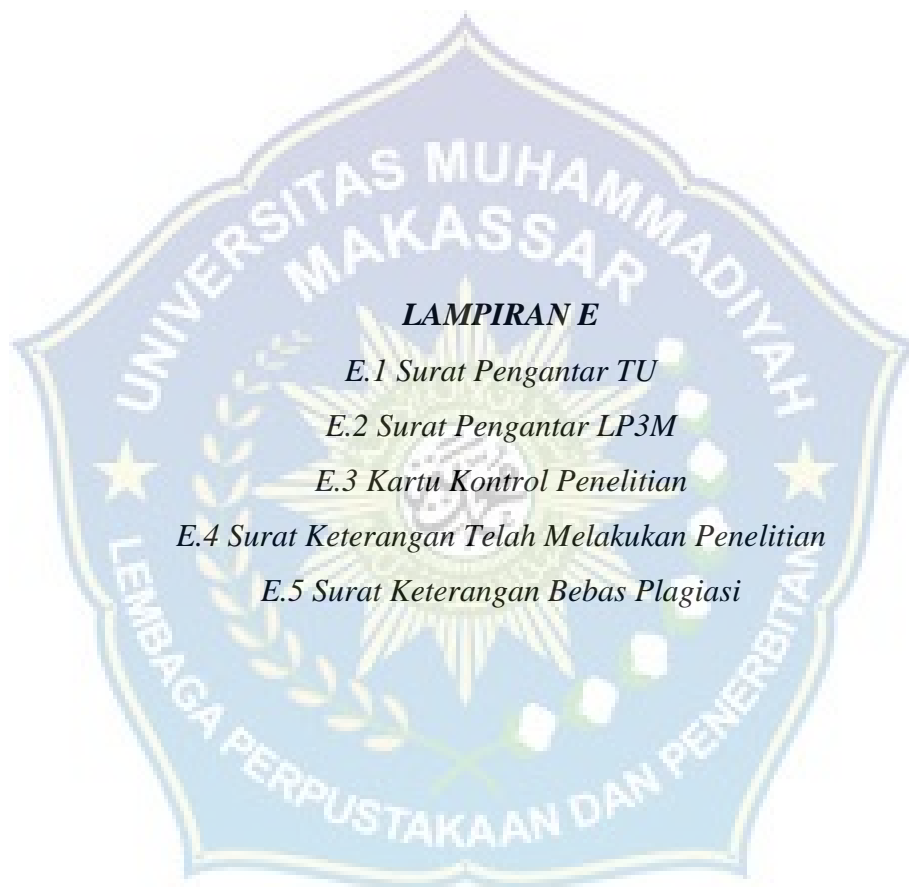 UNIVERSITAS MUHAMMADIYAH
MAKASSAR
LAMPIRAN E
E.1 Surat Pengantar TU
E.2 Surat Pengantar LP3M
E.3 Kartu Kontrol Penelitian
E.4 Surat Keterangan Telah Melakukan Penelitian
E.5 Surat Keterangan Bebas Plagiasi
LEMBAGA PERPUSTAKAAN DAN PENERBITAN